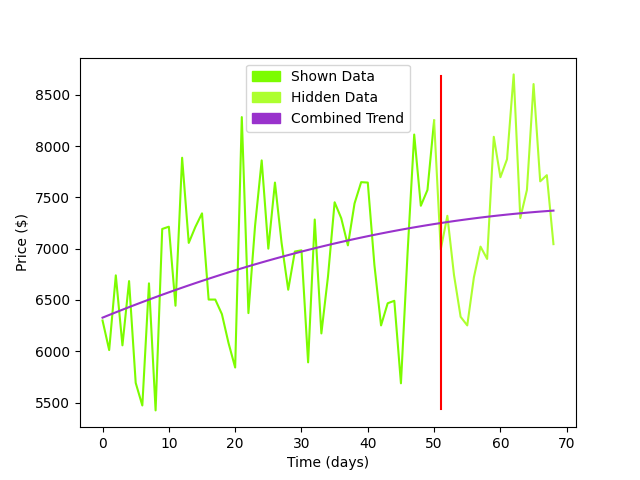 Shown Data
Hidden Data
Combined Trend
8500
8000
7500
7000
6500
6000
5500
Price ($)
0 10 20 30 40 50 60 70
Time (days)